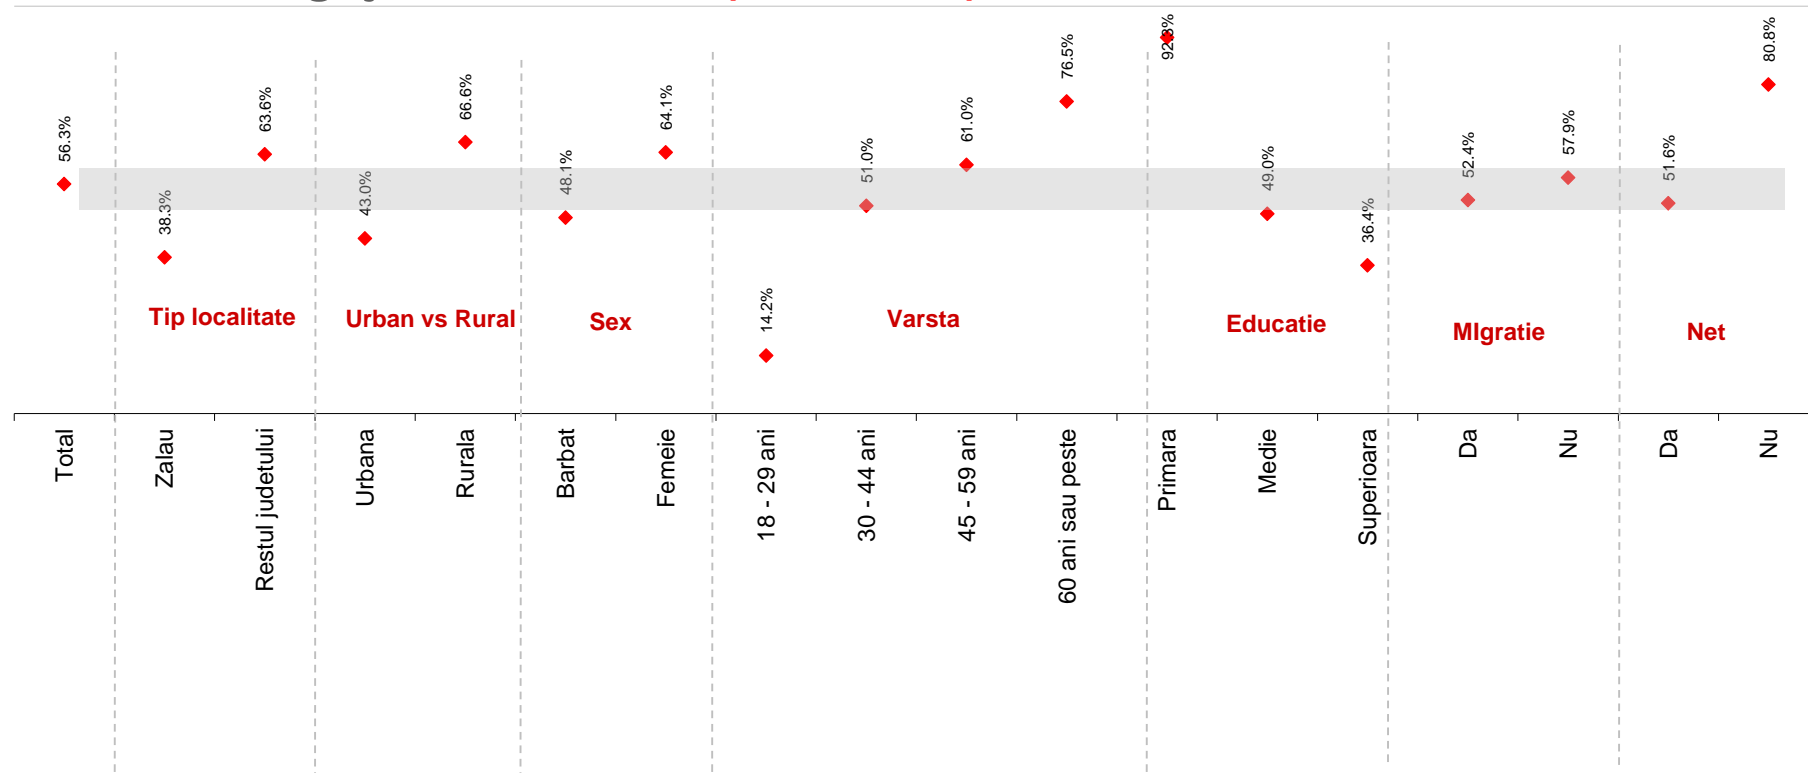 56.3%
38.3%
63.6%
43.0%
66.6%
48.1%
64.1%
14.2%
51.0%
61.0%
76.5%
49.0%
36.4%
52.4%
57.9%
51.6%
80.8%
Tip localitate
Urban vs Rural
Sex
Varsta
Educatie
MIgratie
Net
Total
Zalau
Restul judetului
Urbana
Rurala
Barbat
Femeie
18 - 29 ani
30 - 44 ani
45 - 59 ani
60 ani sau peste
Primara
Medie
Superioara
Da
Nu
Da
Nu